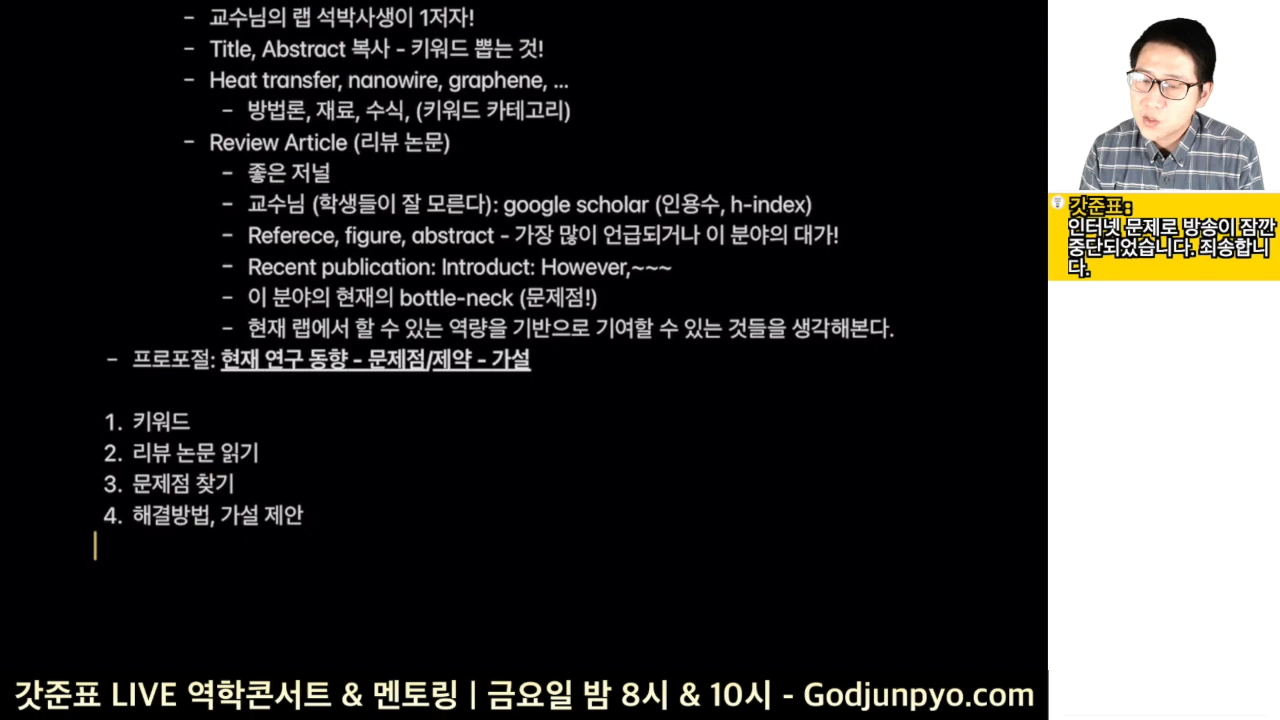 - 교수님의 랩 석박사생이 1저자!
- Title, Abstract 복사 - 키워드 뽑는 것!
- Heat transfer, nanowire, graphene, ...
- 방법론, 재료, 수식, (키워드 카테고리)
- Review Article (리뷰 논문)
- 좋은 저널
- 교수님 (학생들이 잘 모른다): google scholar (인용수, h-index)
- Referece, figure, abstract - 가장 많이 언급되거나 이 분야의 대가!
- Recent publication: Introduct: However,~~~
- 이 분야의 현재의 bottle-neck (문제점!)
- 현재 랩에서 할 수 있는 역량을 기반으로 기여할 수 있는 것들을 생각해본다.
- 프로포절: 현재 연구 동향 - 문제점/제약 - 가설
1. 키워드
2. 리뷰 논문 읽기
3. 문제점 찾기
4. 해결방법, 가설 제안
갓준표:
인터넷 문제로 방송이 잠깐
중단되었습니다. 죄송합니
다.
갓준표 LIVE 역학콘서트 & 멘토링 | 금요일 밤 8시 & 10시 - Godjunpyo.com